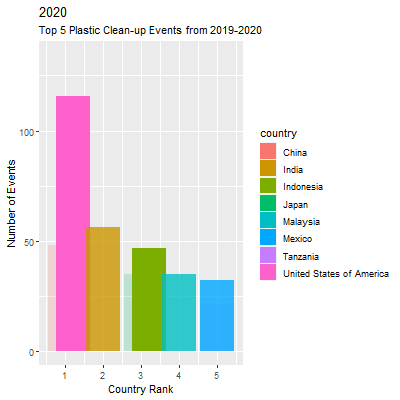 2020
Top 5 Plastic Clean-up Events from 2019-2020
Number of Events
100
50
0
1 2 3 4 5
Country Rank
country
China
India
Indonesia
Japan
Malaysia
Mexico
Tanzania
United States of America